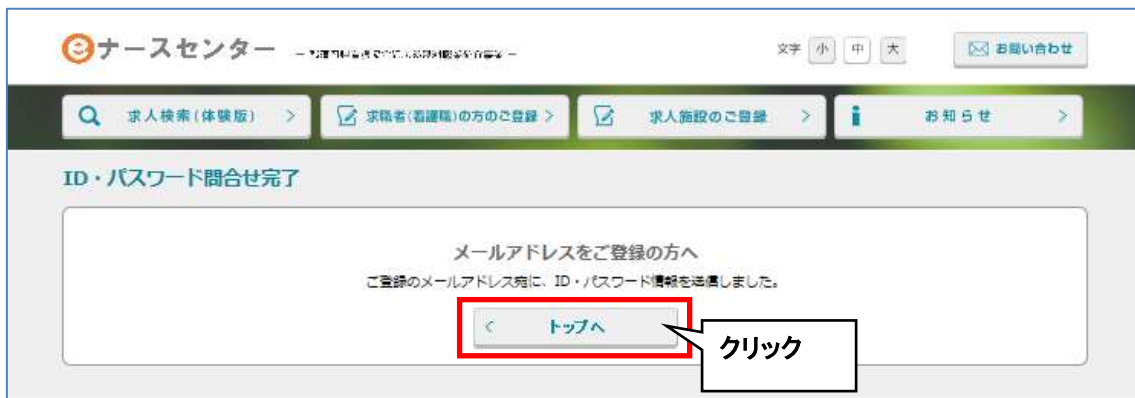 eナースセンター
文字 小 中 大
お問い合わせ
求人検索(体験版) >
求職者(看護職)の方のご登録 >
求人施設のご登録 >
i お知らせ >
ID・パスワード問合せ完了
メールアドレスをご登録の方へ
ご登録のメールアドレス宛に、ID・パスワード情報を送信しました。
< トップへ
クリック